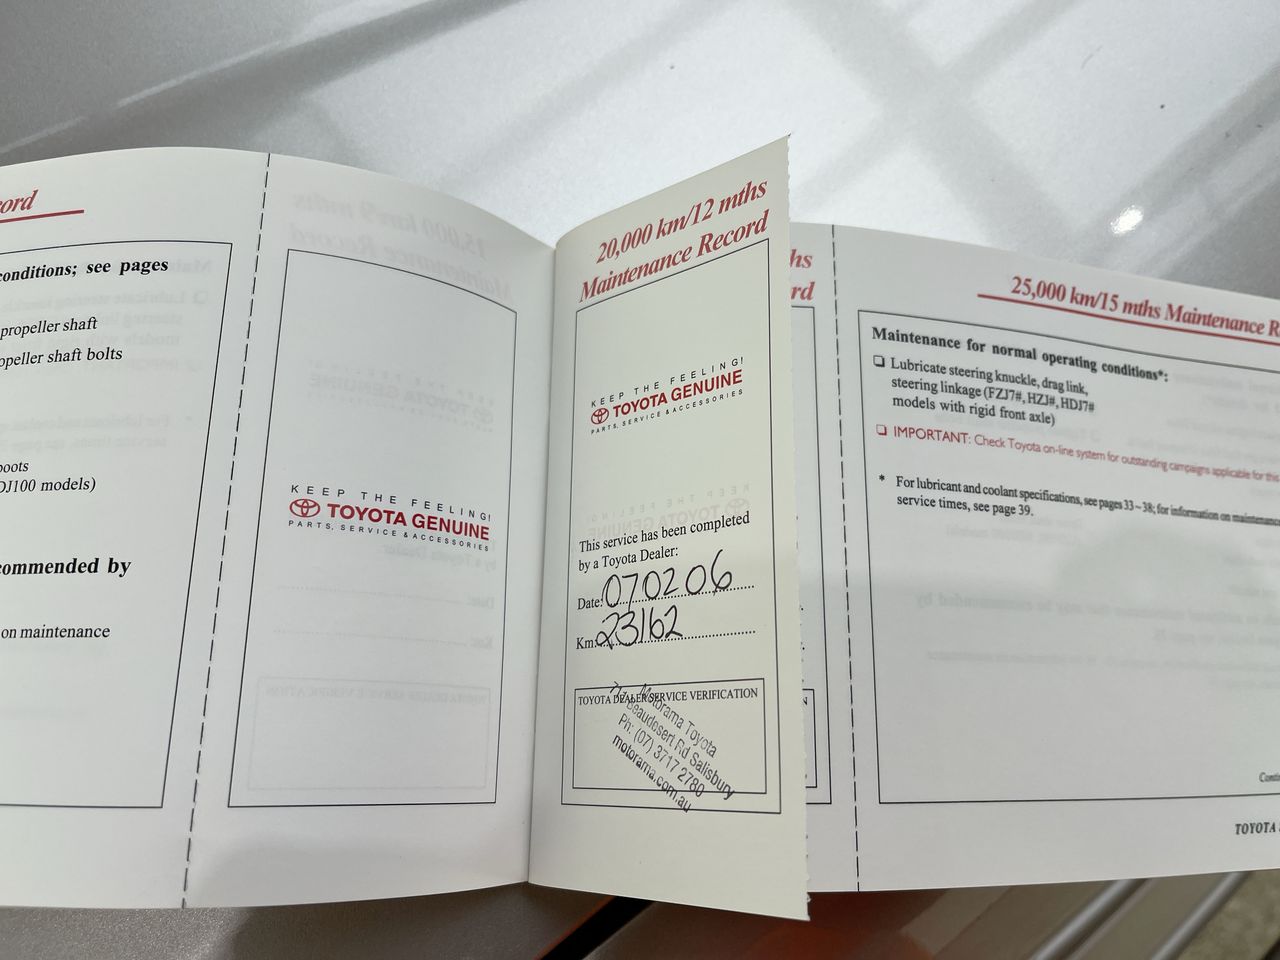 conditions; see pages
propeller shaft
boots
DJ100 models)
on maintenance
KEEP THE FEELING!
TOYOTA GENUINE
PARTS, SERVICE & ACCESSORIES
20,000 km/12 mths
Maintenance Record
KEEP THE FEELING!
TOYOTA GENUINE
PARTS, SERVICE & ACCESSORIES
This service has been completed
by a Toyota Dealer:
Date: 070206
Km: 23162
TOYOTA DEALER SERVICE VERIFICATION
Motorama Toyota
Beaudesert Rd Salisbury
Ph: (07) 3717 2780
motorama.com.au
25,000 km/15 mths Maintenance
Maintenance for normal operating conditions*:
❑ Lubricate steering knuckle, drag link,
steering linkage (FZJ7#, HZJ#, HDJ7#
models with rigid front axle)
❑ IMPORTANT: Check Toyota on-line system for outstanding campaigns applicable for this
* For lubricant and coolant specifications, see pages 33~38; for information on maintenance
service times, see page 39.
TOYOTA